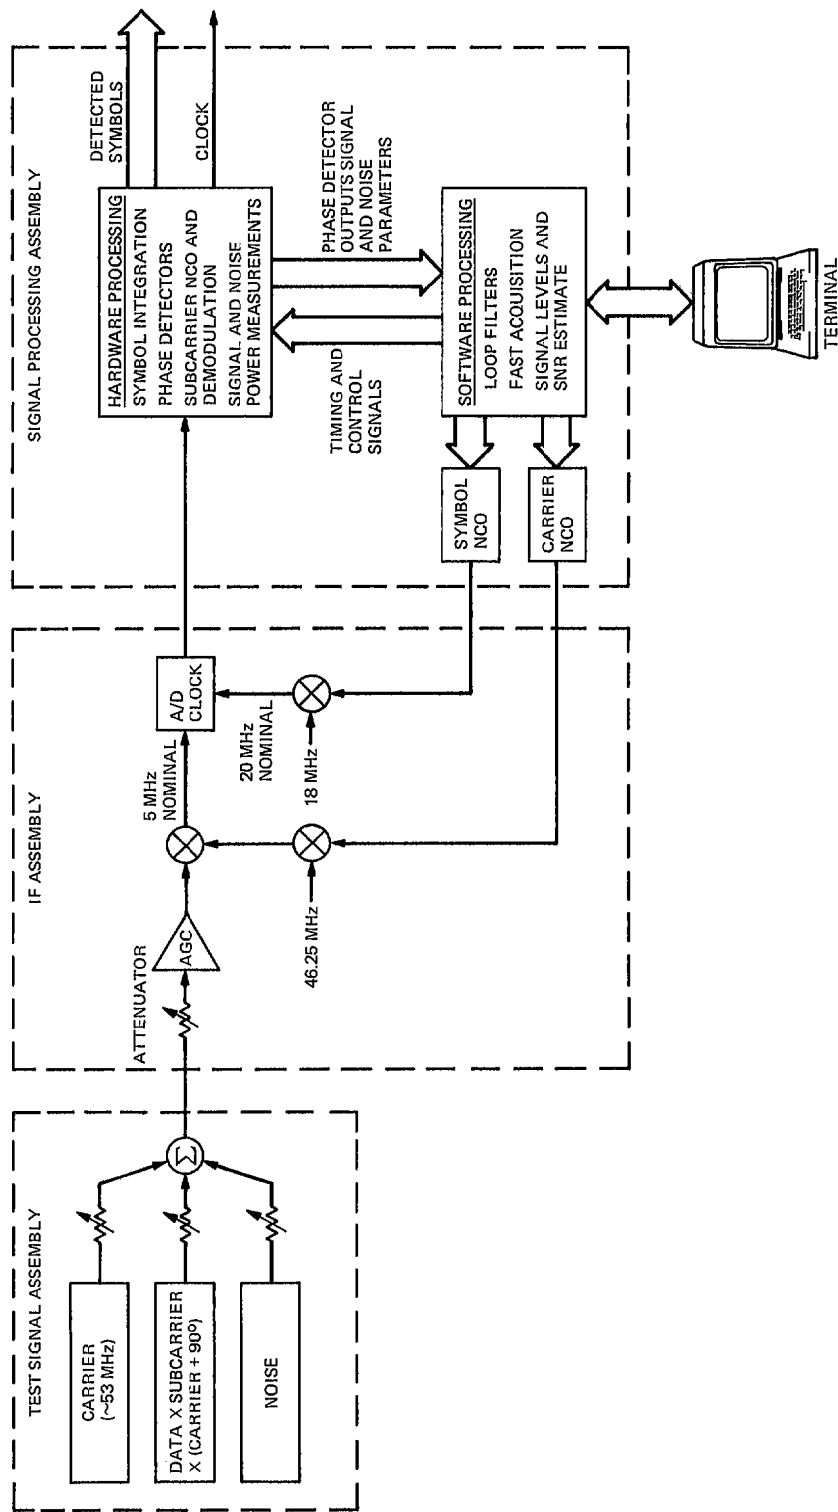 TEST SIGNAL ASSEMBLY
CARRIER
(~53 MHz)
DATA X SUBCARRIER
X (CARRIER + 90º)
NOISE
Σ
IF ASSEMBLY
ATTENUATOR
AGC
5 MHz
NOMINAL
A/D
CLOCK
20 MHz
NOMINAL
46.25 MHz
18 MHz
SIGNAL PROCESSING ASSEMBLY
HARDWARE PROCESSING
SYMBOL INTEGRATION
PHASE DETECTORS
SUBCARRIER NCO AND
DEMODULATION
SIGNAL AND NOISE
POWER MEASUREMENTS
DETECTED
SYMBOLS
CLOCK
TIMING AND
CONTROL
SIGNALS
PHASE DETECTOR
OUTPUTS SIGNAL
AND NOISE
PARAMETERS
SYMBOL
NCO
CARRIER
NCO
SOFTWARE PROCESSING
LOOP FILTERS
FAST ACQUISITION
SIGNAL LEVELS AND
SNR ESTIMATE
TERMINAL